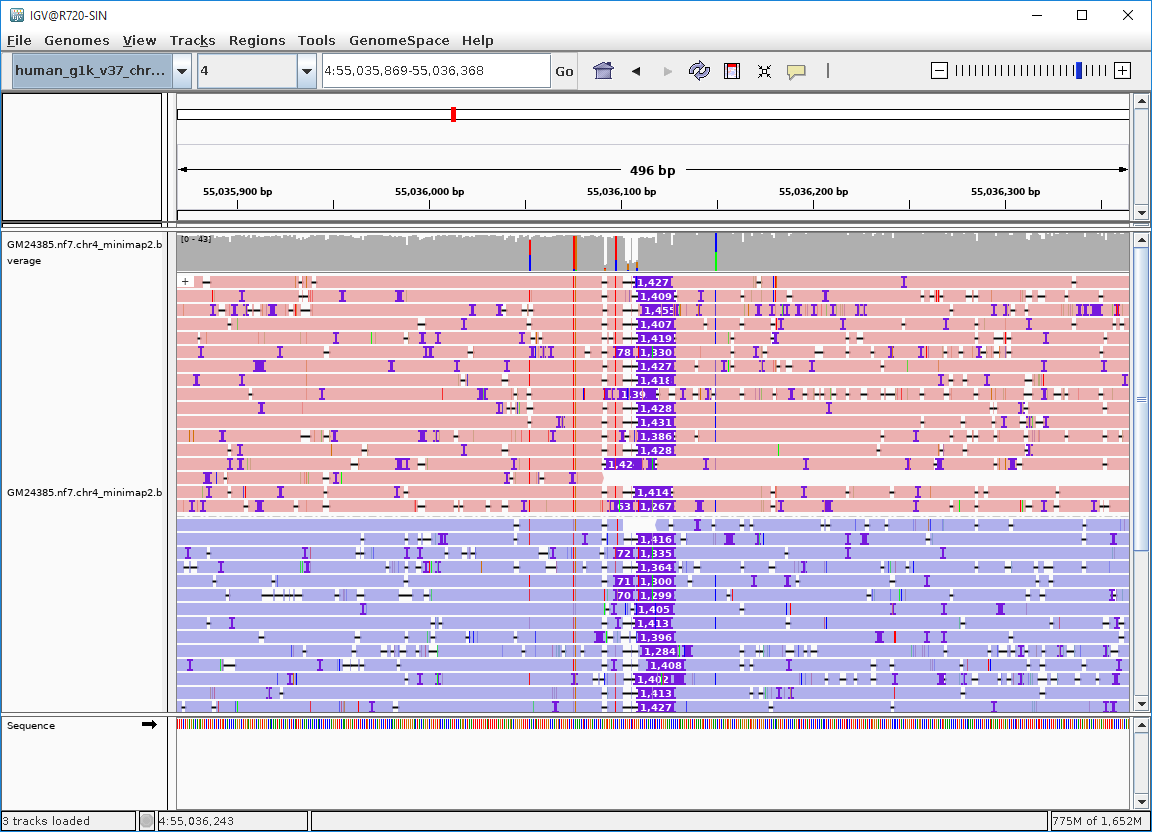 IGV@R720-SIN
File Genomes View Tracks Regions Tools GenomeSpace Help
human_g1k_v37_chr... 4 4:55,035,869-55,036,368 Go
496 bp
55,035,900 bp 55,036,000 bp 55,036,100 bp 55,036,200 bp 55,036,300 bp
GM24385.nf7.chr4_minimap2.b
verage
[0 - 43]
1,427
1,409
1,455
1,407
1,419
78 1,330
1,427
1,418
1,39
1,428
1,431
1,386
1,428
1,42
GM24385.nf7.chr4_minimap2.b
1,414
63 1,267
1,416
72 1,335
1,364
71 1,300
70 1,299
1,405
1,413
1,396
1,284
1,408
1,402
1,413
1,427
Sequence
3 tracks loaded 4:55,036,243 775M of 1,652M